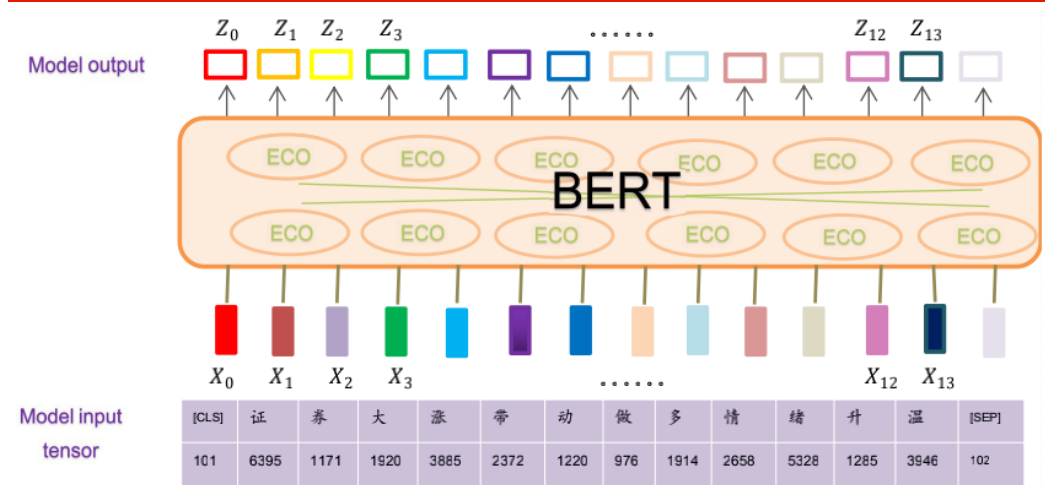 Z0 Z1 Z2 Z3 ...... Z12 Z13
Model output
ECO ECO ECO ECO ECO ECO
BERT
ECO ECO ECO ECO ECO ECO
X0 X1 X2 X3 ...... X12 X13
Model input
tensor
[CLS] 证 券 大 涨 带 动 做 多 情 绪 升 温 [SEP]
101 6395 1171 1920 3885 2372 1220 976 1914 2658 5328 1285 3946 102